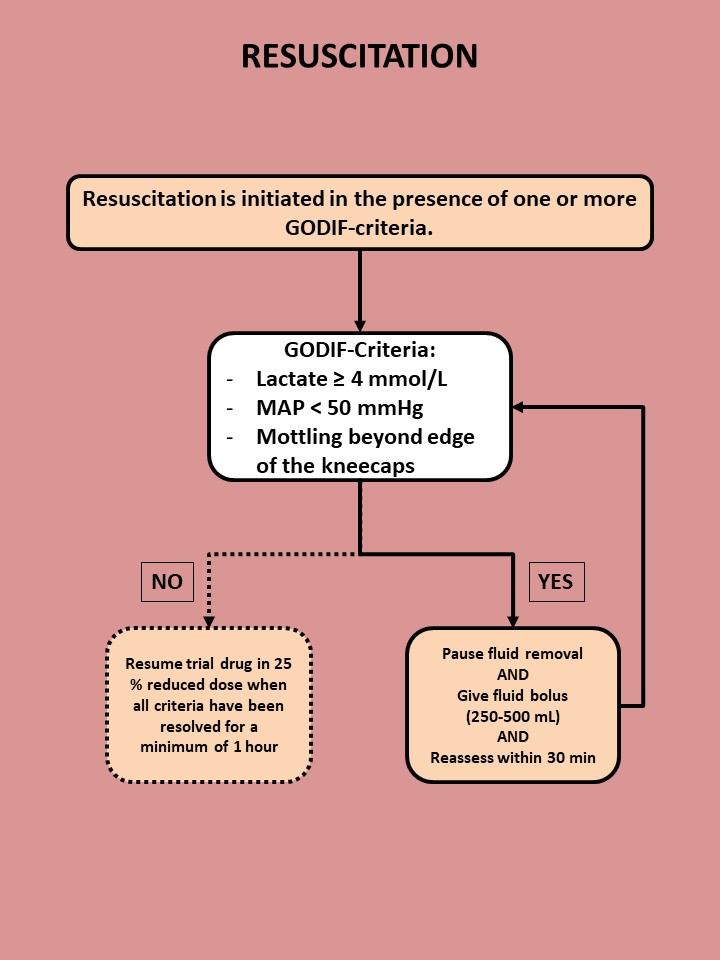 RESUSCITATION
Resuscitation is initiated in the presence of one or more
GODIF-criteria.
GODIF-Criteria:
- Lactate ≥ 4 mmol/L
- MAP < 50 mmHg
- Mottling beyond edge
of the kneecaps
NO
YES
Resume trial drug in 25
% reduced dose when
all criteria have been
resolved for a
minimum of 1 hour
Pause fluid removal
AND
Give fluid bolus
(250-500 mL)
AND
Reassess within 30 min